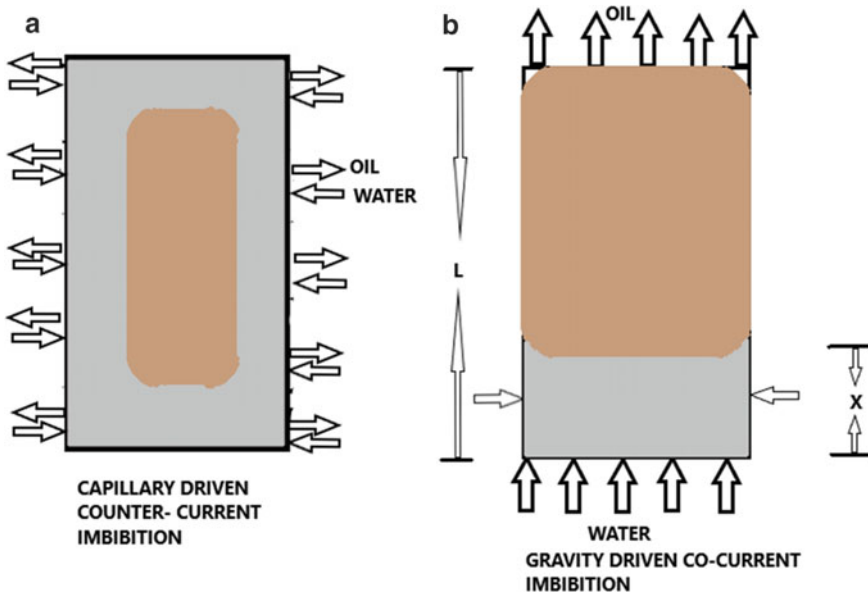 a
OIL
WATER
CAPILLARY DRIVEN
COUNTER- CURRENT
IMBIBITION
b
OIL
L
X
WATER
GRAVITY DRIVEN CO-CURRENT
IMBIBITION